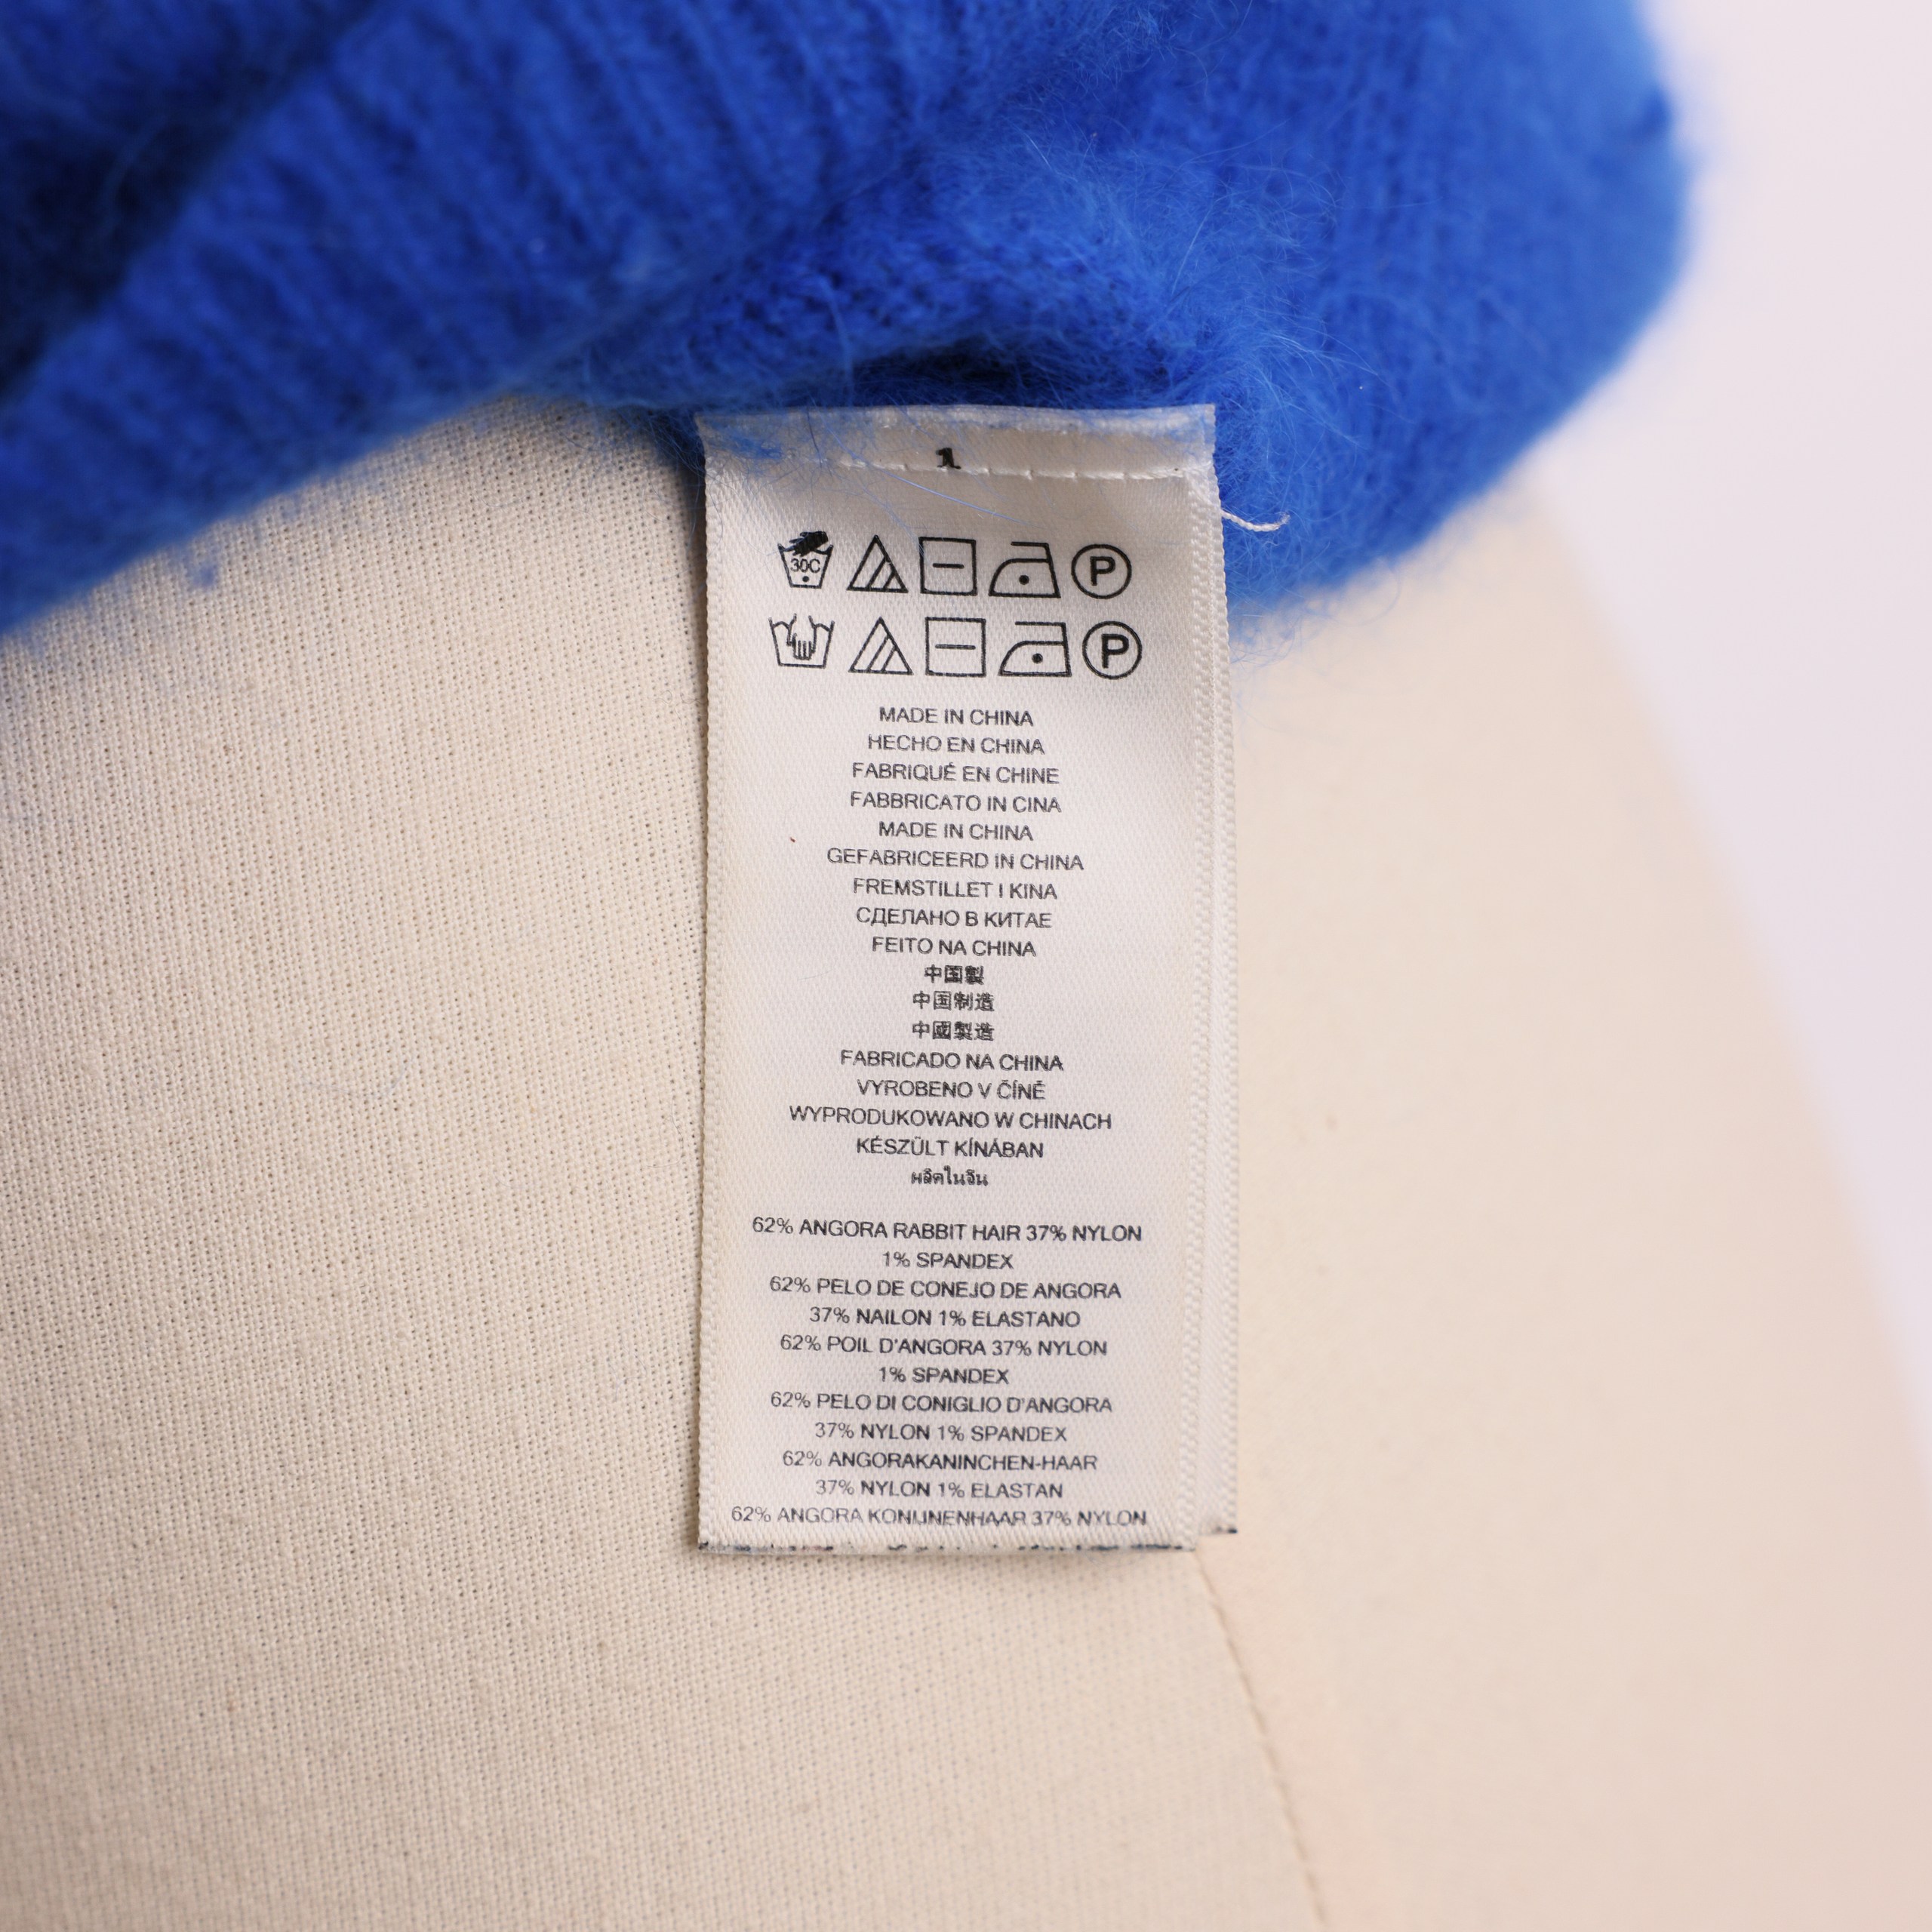 1
30C P
P
MADE IN CHINA
HECHO EN CHINA
FABRIQUÉ EN CHINE
FABBRICATO IN CINA
MADE IN CHINA
GEFABRICEERD IN CHINA
FREMSTILLET I KINA
СДЕЛАНО В КИТАЕ
FEITO NA CHINA
中国製
中国制造
中國製造
FABRICADO NA CHINA
VYROBENO V ČÍNĚ
WYPRODUKOWANO W CHINACH
KÉSZÜLT KÍNÁBAN
ผลิตในจีน
62% ANGORA RABBIT HAIR 37% NYLON
1% SPANDEX
62% PELO DE CONEJO DE ANGORA
37% NAILON 1% ELASTANO
62% POIL D'ANGORA 37% NYLON
1% SPANDEX
62% PELO DI CONIGLIO D'ANGORA
37% NYLON 1% SPANDEX
62% ANGORAKANINCHEN-HAAR
37% NYLON 1% ELASTAN
62% ANGORA KONIJNENHAAR 37% NYLON